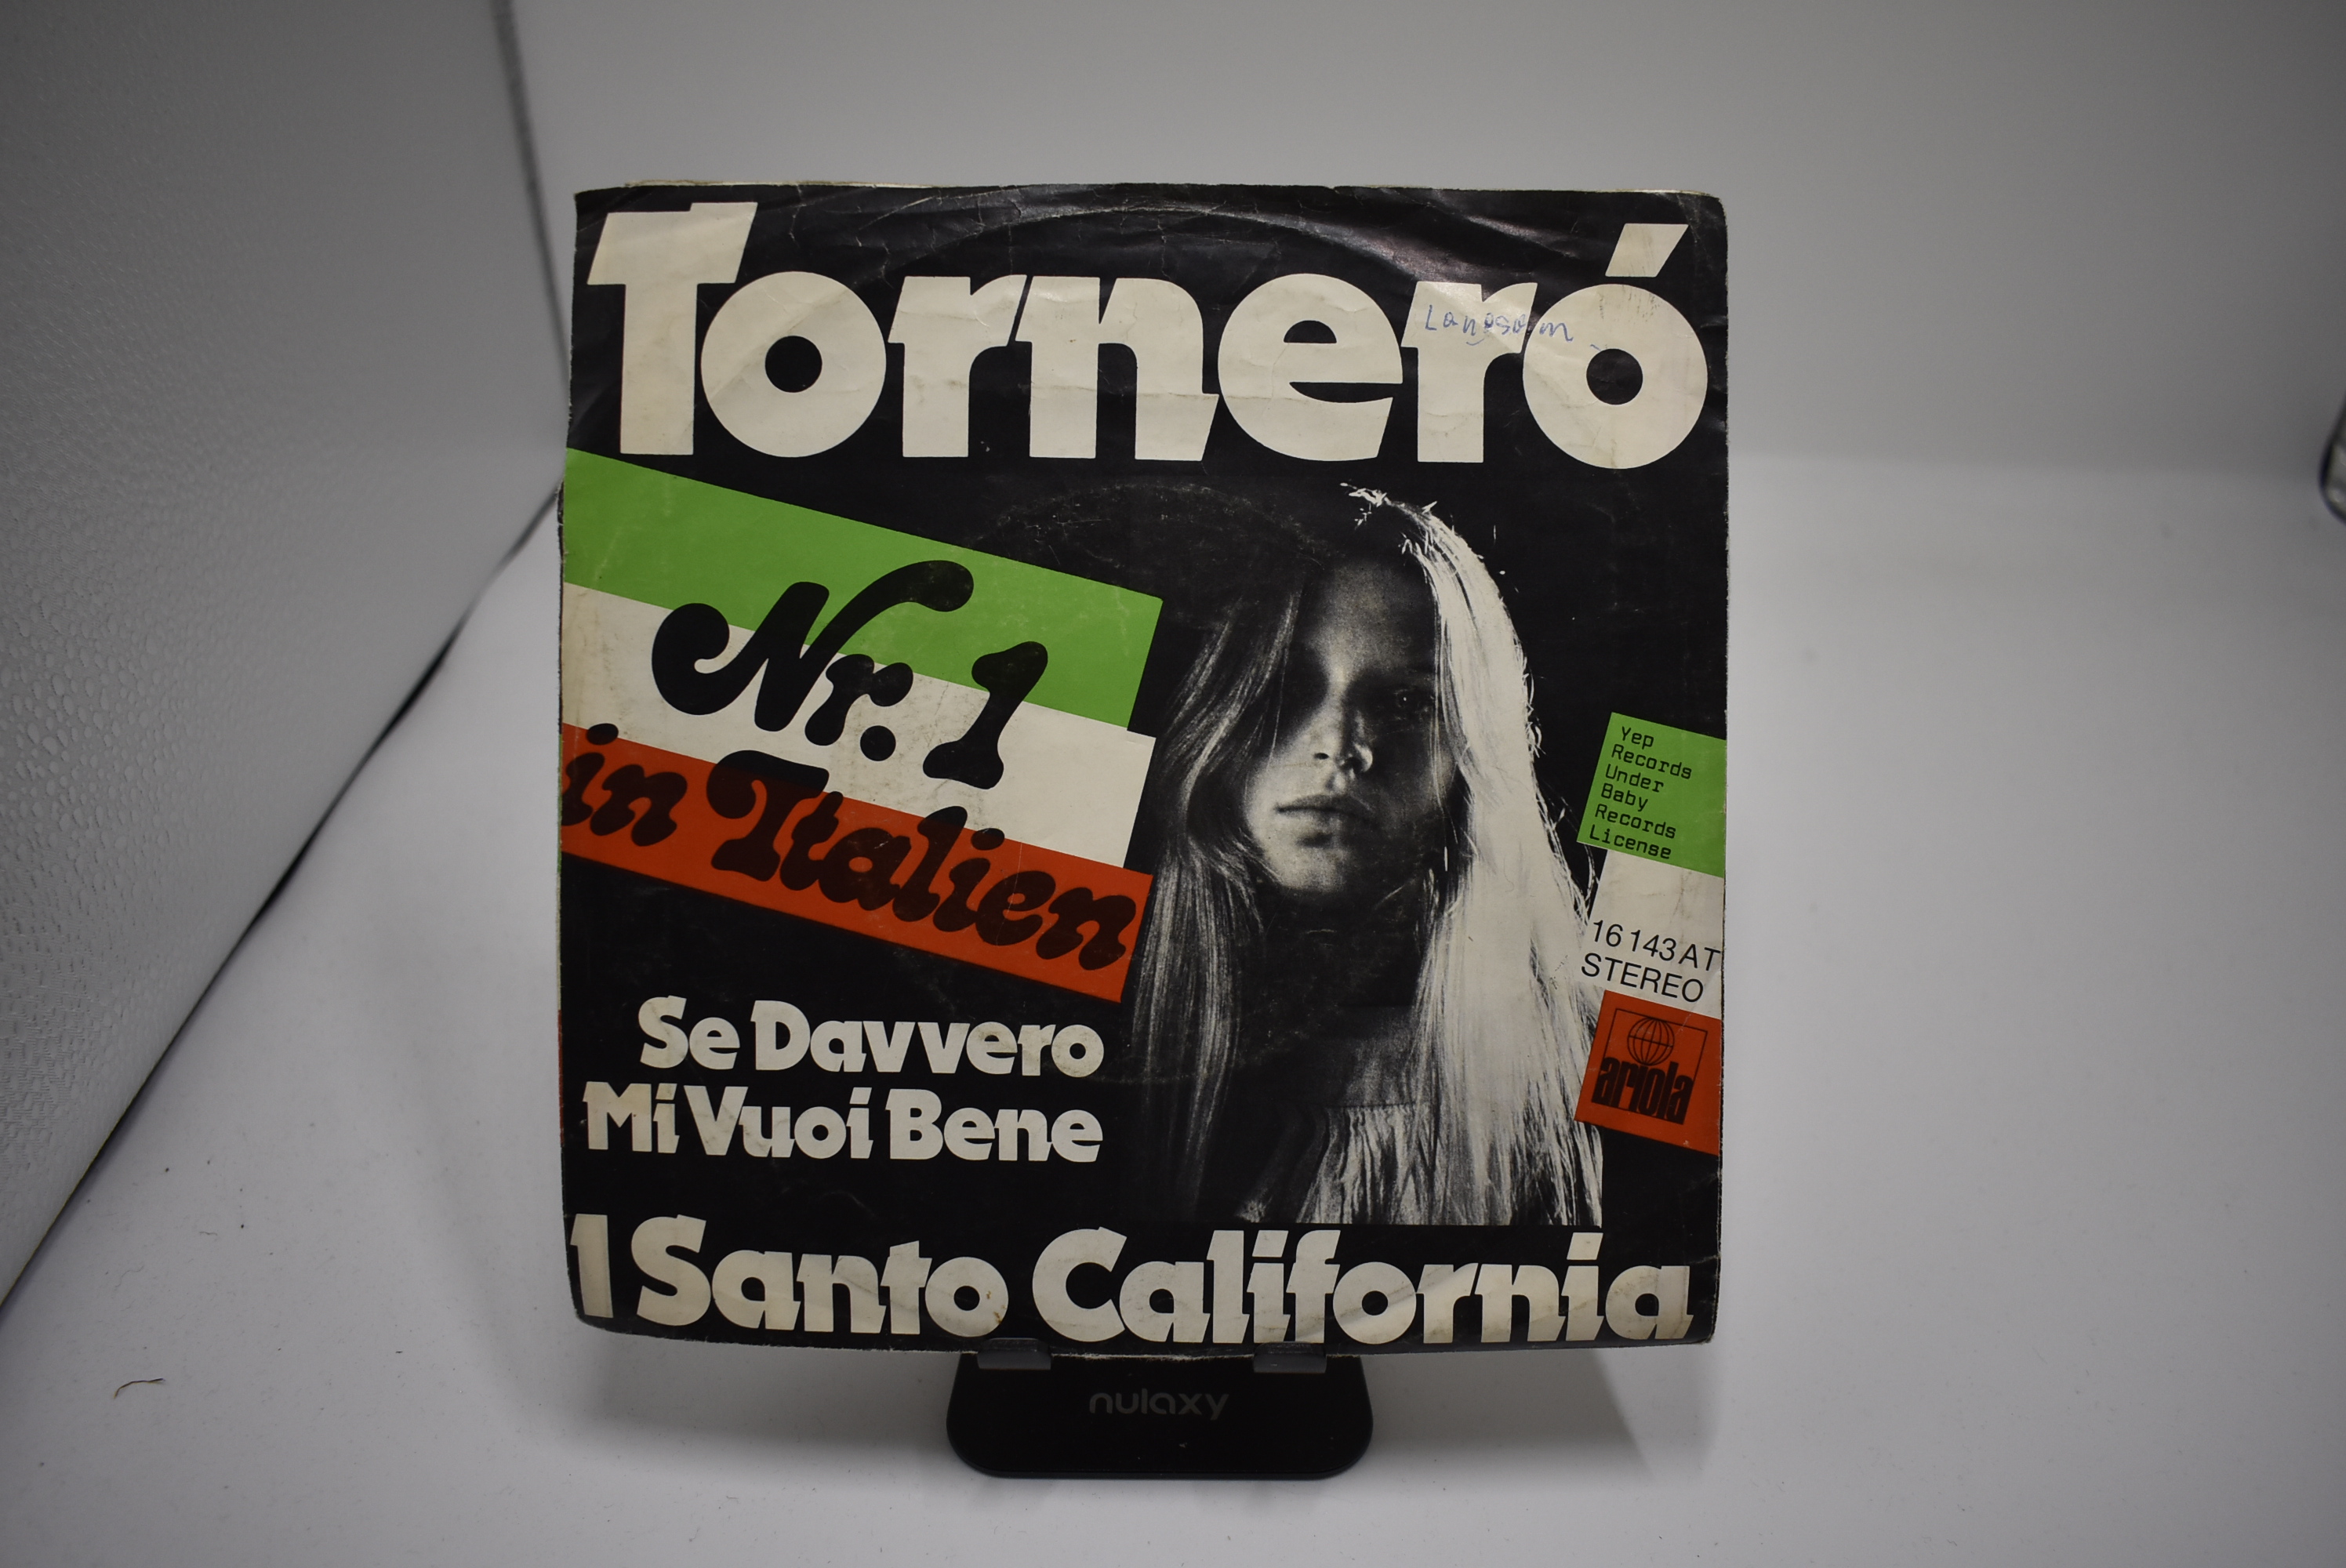 Torneró
Langsam
Nr. 1
in Italien
Yep
Records
Under
Baby
Records
License
16 143 AT
STEREO
ariola
Se Davvero
Mi Vuoi Bene
I Santo California
nulaxy